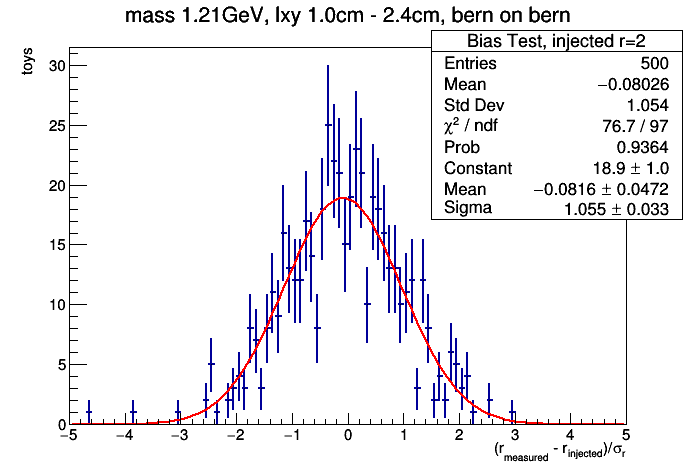 mass 1.21GeV, lxy 1.0cm - 2.4cm, bern on bern
toys
Bias Test, injected r=2
Entries 500
Mean −0.08026
Std Dev 1.054
χ² / ndf 76.7 / 97
Prob 0.9364
Constant 18.9 ± 1.0
Mean −0.0816 ± 0.0472
Sigma 1.055 ± 0.033
30
25
20
15
10
5
0
−5 −4 −3 −2 −1 0 1 2 3 4 5
(r_measured - r_injected)/σ_r